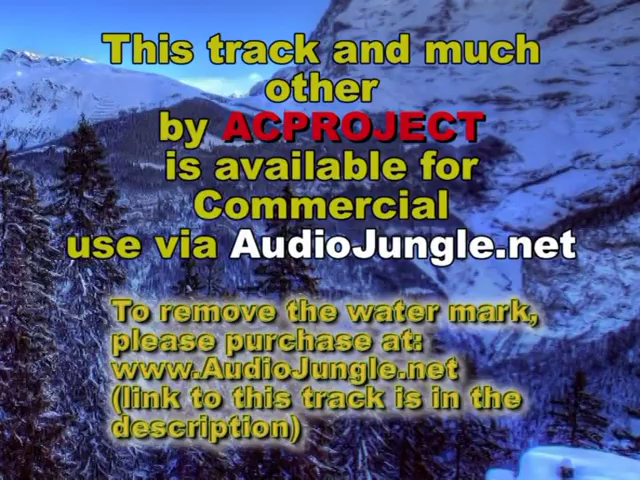 This track and much
other
by ACPROJECT
is available for
Commercial
use via AudioJungle.net
To remove the water mark,
please purchase at:
www.AudioJungle.net
(link to this track is in the
description)